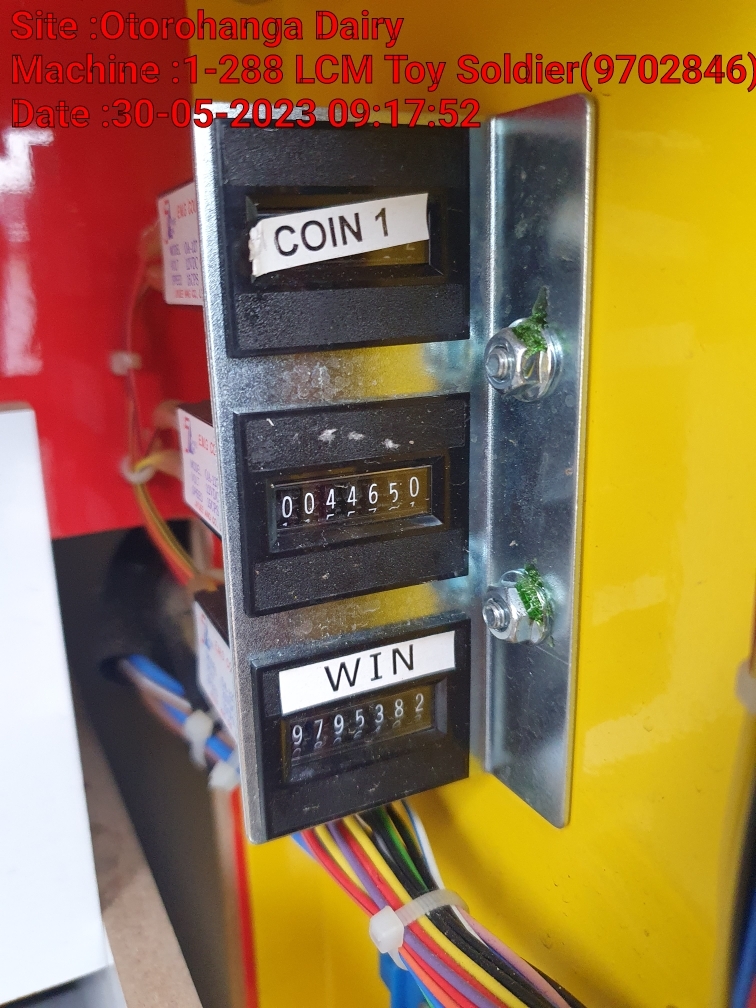 Site :Otorohanga Dairy
Machine :1-288 LCM Toy Soldier(9702846)
Date :30-05-2023 09:17:52
COIN 1
0044650
WIN
9795382